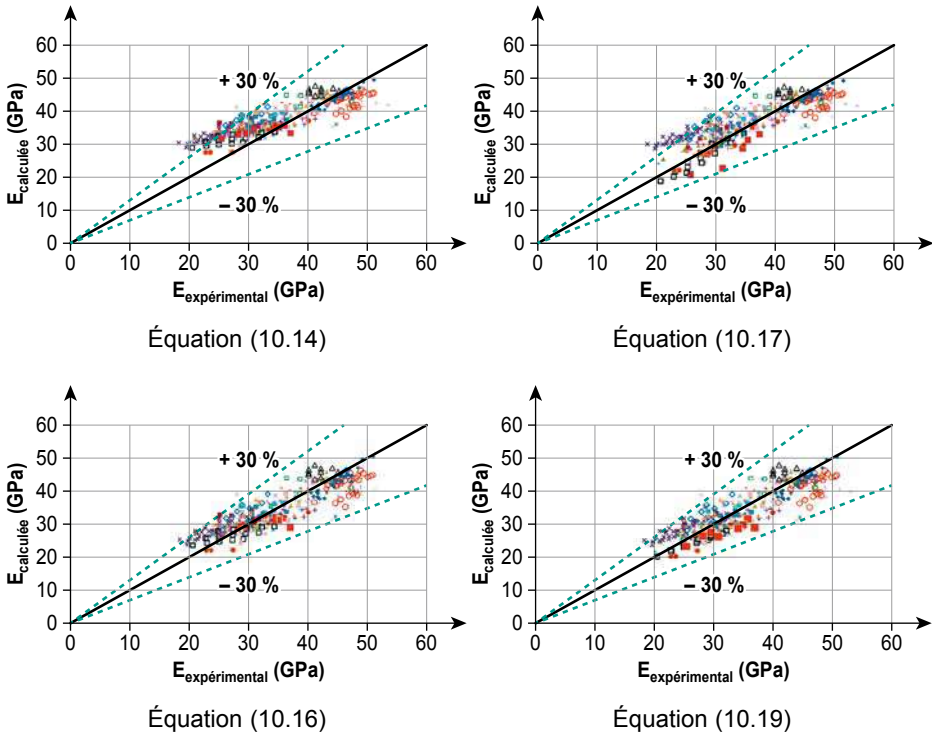 60
50
40
30
20
10
0
E calculée (GPa)
+ 30 %
– 30 %
0 10 20 30 40 50 60
E expérimental (GPa)
Équation (10.14)
60
50
40
30
20
10
0
E calculée (GPa)
+ 30 %
– 30 %
0 10 20 30 40 50 60
E expérimental (GPa)
Équation (10.17)
60
50
40
30
20
10
0
E calculée (GPa)
+ 30 %
– 30 %
0 10 20 30 40 50 60
E expérimental (GPa)
Équation (10.16)
60
50
40
30
20
10
0
E calculée (GPa)
+ 30 %
– 30 %
0 10 20 30 40 50 60
E expérimental (GPa)
Équation (10.19)